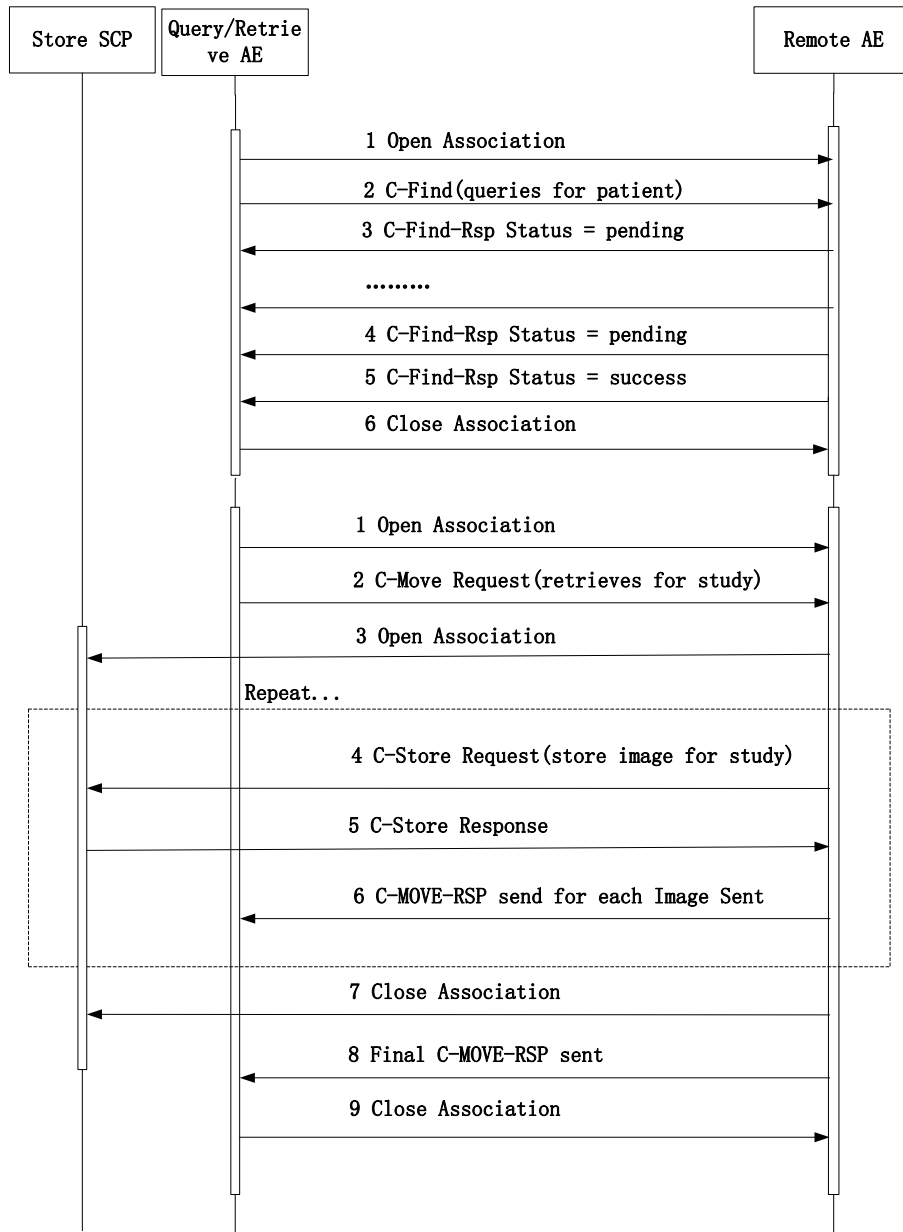 Store SCP
Query/Retrie
ve AE
Remote AE
1 Open Association
2 C-Find(queries for patient)
3 C-Find-Rsp Status = pending
.........
4 C-Find-Rsp Status = pending
5 C-Find-Rsp Status = success
6 Close Association
1 Open Association
2 C-Move Request(retrieves for study)
3 Open Association
Repeat...
4 C-Store Request(store image for study)
5 C-Store Response
6 C-MOVE-RSP send for each Image Sent
7 Close Association
8 Final C-MOVE-RSP sent
9 Close Association